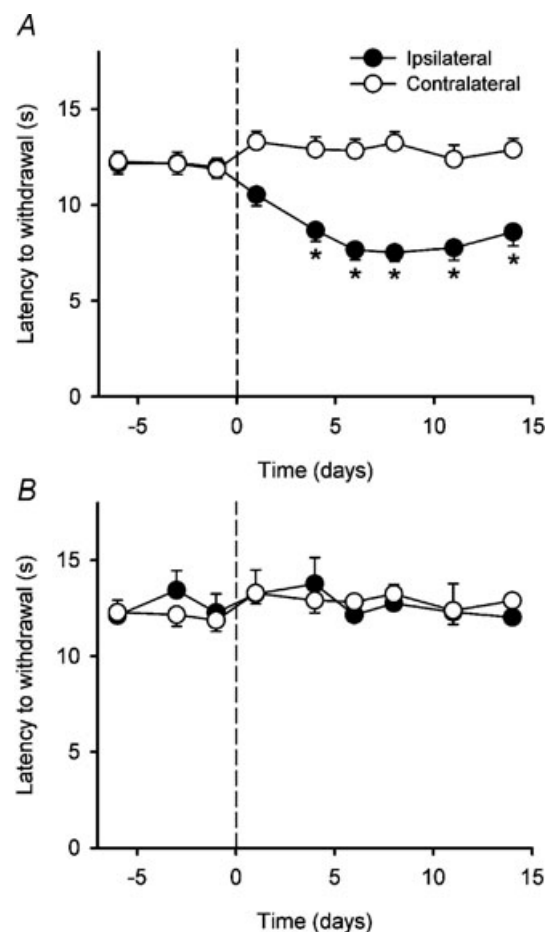 A
Ipsilateral
Contralateral
Latency to withdrawal (s)
15
10
5
0
* * * * *
-5 0 5 10 15
Time (days)
B
Latency to withdrawal (s)
15
10
5
0
-5 0 5 10 15
Time (days)